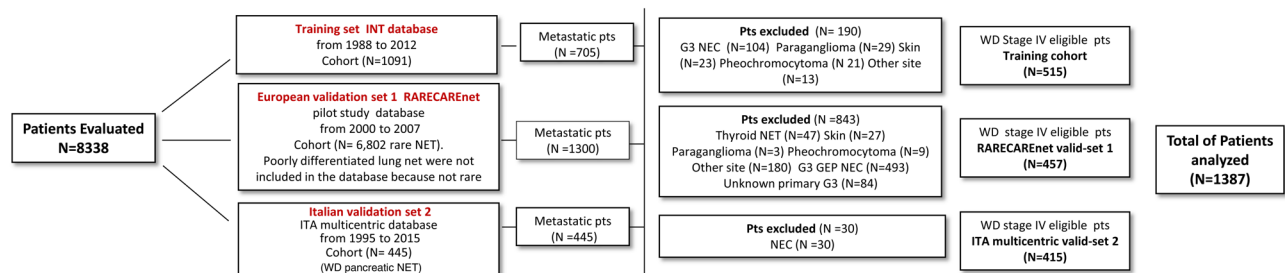 Patients Evaluated
N=8338
Training set INT database
from 1988 to 2012
Cohort (N=1091)
Metastatic pts
(N =705)
Pts excluded (N= 190)
G3 NEC (N=104) Paraganglioma (N=29) Skin
(N=23) Pheochromocytoma (N 21) Other site
(N=13)
WD Stage IV eligible pts
Training cohort
(N=515)
European validation set 1 RARECAREnet
pilot study database
from 2000 to 2007
Cohort (N= 6,802 rare NET).
Poorly differentiated lung net were not
included in the database because not rare
Metastatic pts
(N =1300)
Pts excluded (N =843)
Thyroid NET (N=47) Skin (N=27)
Paraganglioma (N=3) Pheochromocytoma (N=9)
Other site (N=180) G3 GEP NEC (N=493)
Unknown primary G3 (N=84)
WD stage IV eligible pts
RARECAREnet valid-set 1
(N=457)
Italian validation set 2
ITA multicentric database
from 1995 to 2015
Cohort (N= 445)
(WD pancreatic NET)
Metastatic pts
(N =445)
Pts excluded (N =30)
NEC (N=30)
WD stage IV eligible pts
ITA multicentric valid-set 2
(N=415)
Total of Patients
analyzed
(N=1387)